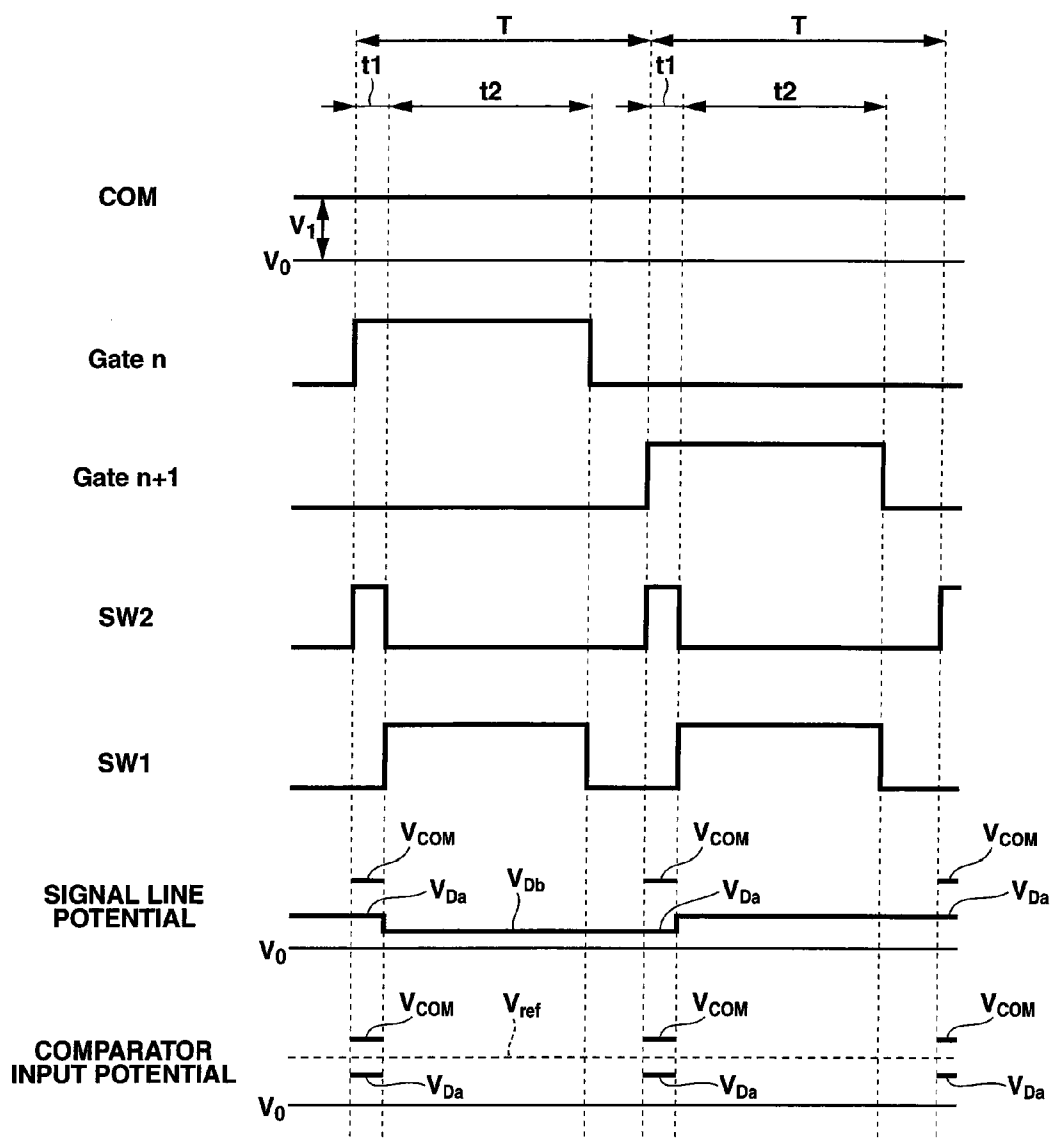 T T
t1 t2 t1 t2
COM
V1
V0
Gate n
Gate n+1
SW2
SW1
VCOM VCOM VCOM
SIGNAL LINE
POTENTIAL
VDa VDb VDa VDa
V0
VCOM Vref VCOM VCOM
COMPARATOR
INPUT POTENTIAL
VDa VDa VDa
V0